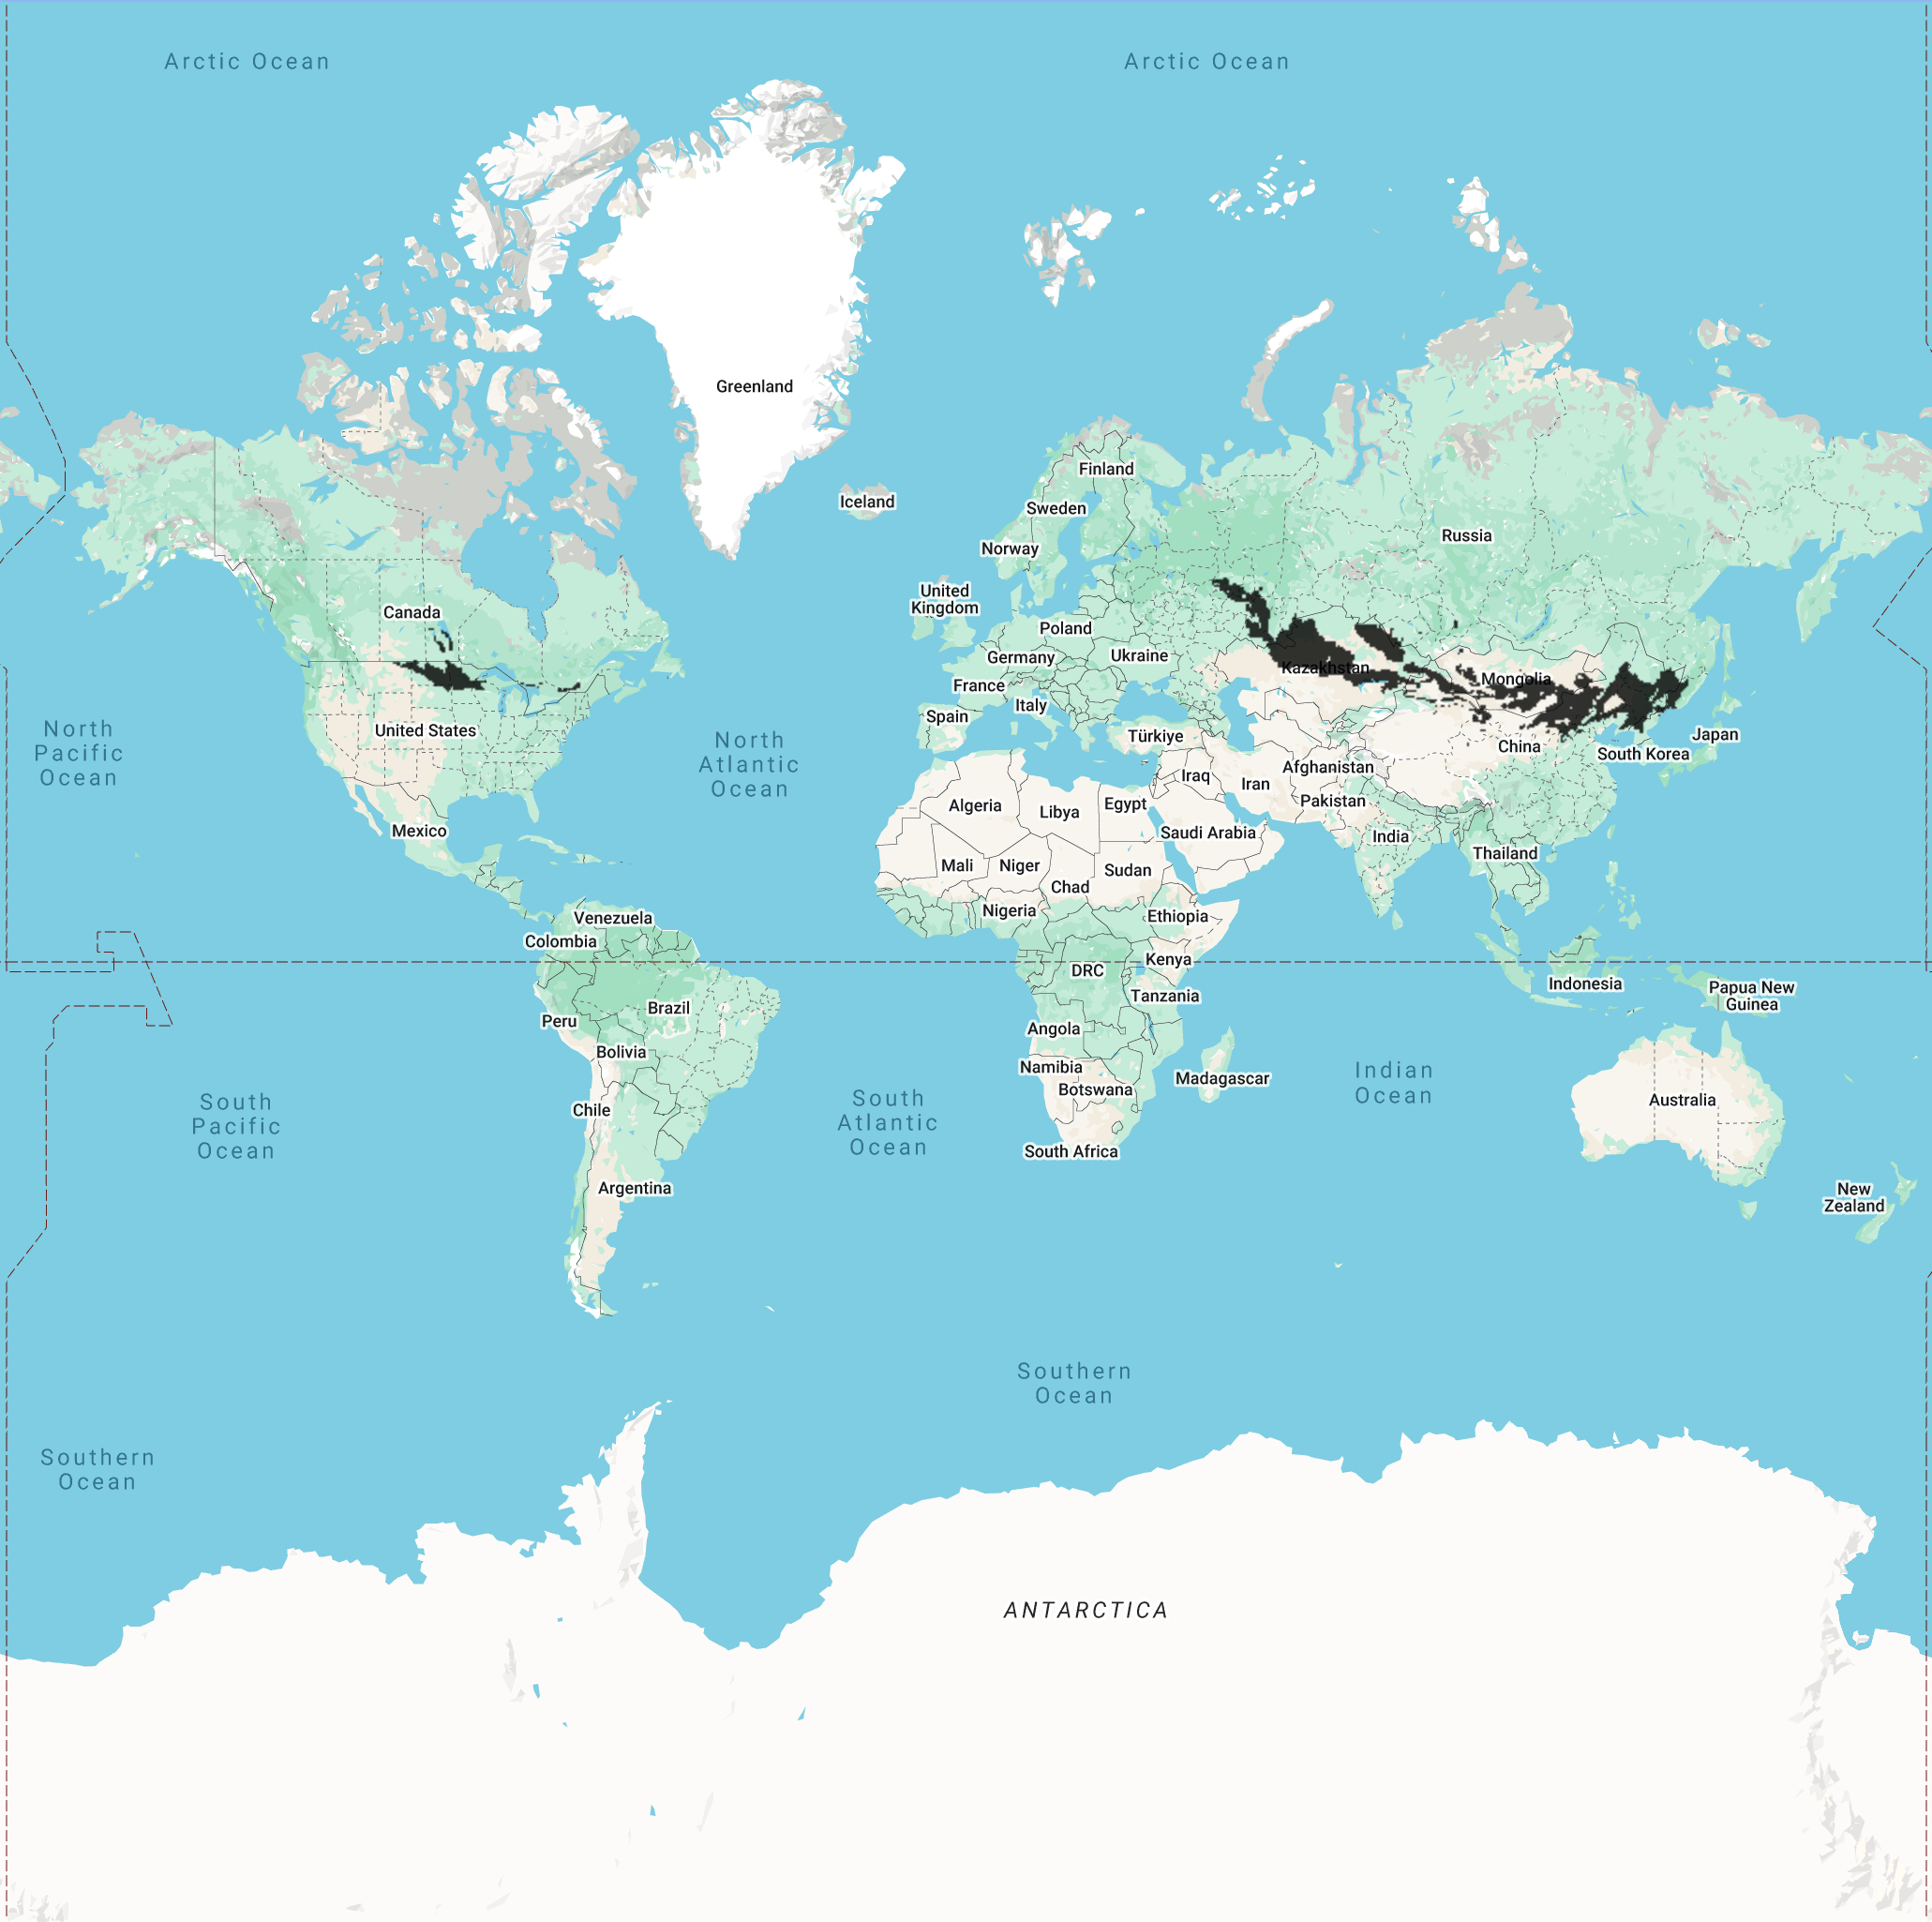 Arctic Ocean
Arctic Ocean
Greenland
Finland
Iceland
Sweden
Russia
Norway
United
Kingdom
Canada
Poland
Ukraine
Germany
Kazakhstan
Mongolia
France
Italy
Spain
North
Pacific
Ocean
United States
North
Atlantic
Ocean
Türkiye
China
Japan
South Korea
Iraq
Iran
Afghanistan
Pakistan
Algeria
Libya
Egypt
Saudi Arabia
India
Mexico
Thailand
Mali
Niger
Chad
Sudan
Nigeria
Ethiopia
Venezuela
Colombia
Kenya
DRC
Indonesia
Papua New
Guinea
Tanzania
Brazil
Peru
Angola
Bolivia
Namibia
Botswana
Madagascar
Indian
Ocean
Australia
Chile
South
Pacific
Ocean
South
Atlantic
Ocean
South Africa
Argentina
New
Zealand
Southern
Ocean
Southern
Ocean
ANTARCTICA